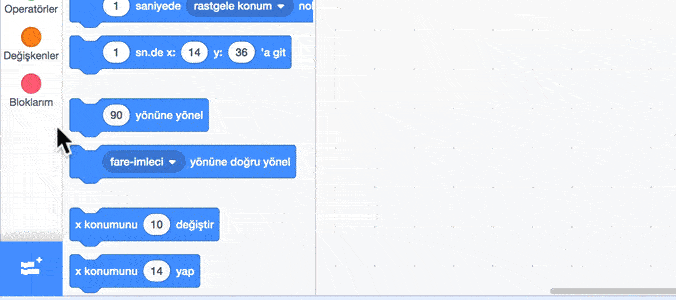 Operatörler
Değişkenler
Bloklarım
1 saniyede rastgele konum
1 sn.de x: 14 y: 36 'a git
90 yönüne yönel
fare-imleci yönüne doğru yönel
x konumunu 10 değiştir
x konumunu 14 yap